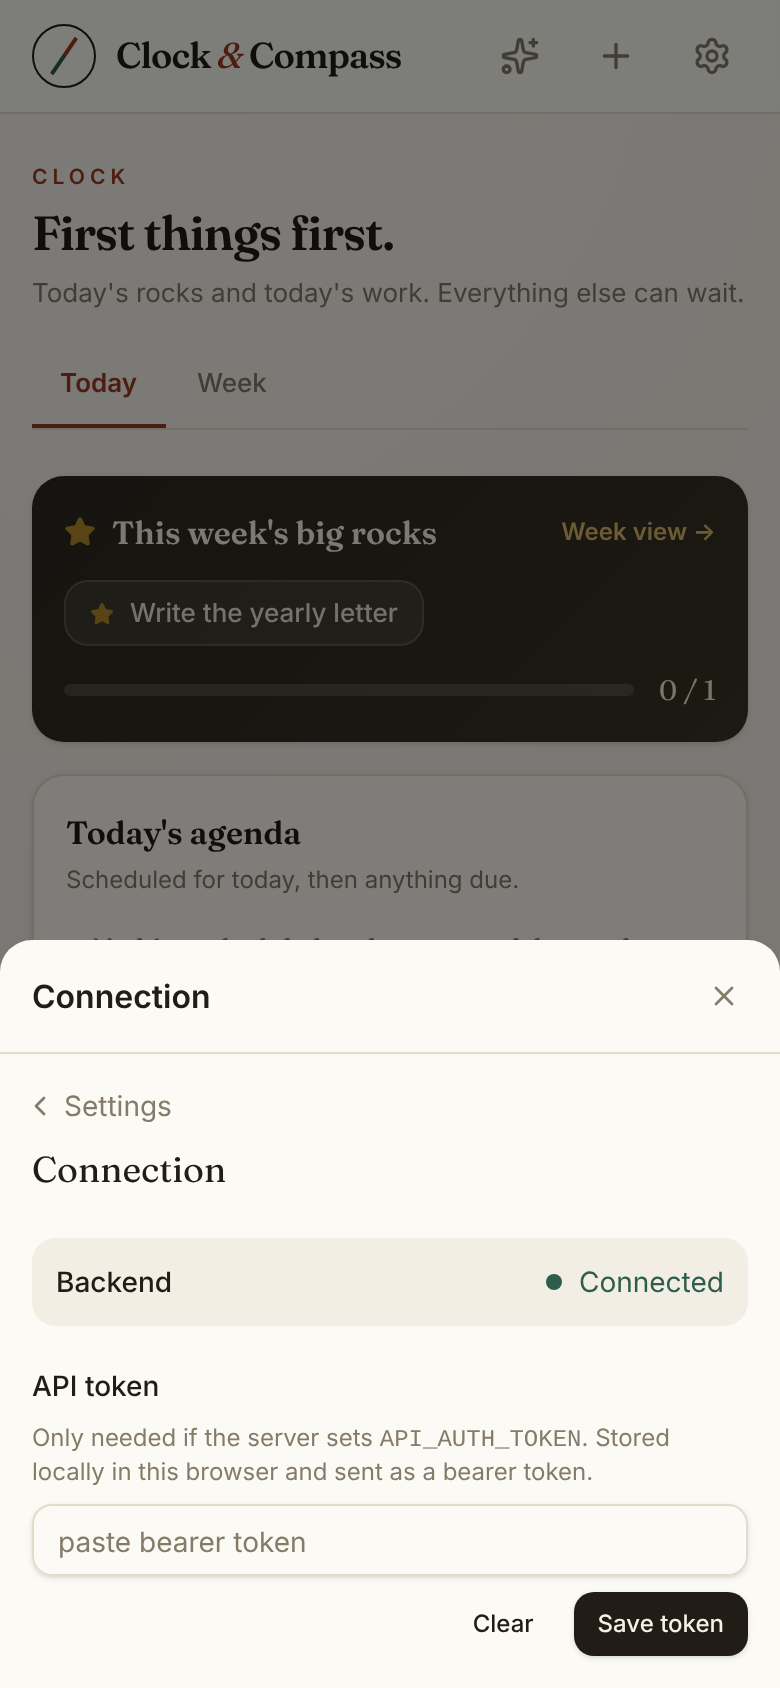 Clock & Compass
CLOCK
First things first.
Today's rocks and today's work. Everything else can wait.
Today Week
This week's big rocks Week view →
Write the yearly letter
0 / 1
Today's agenda
Scheduled for today, then anything due.
Connection
Settings
Connection
Backend Connected
API token
Only needed if the server sets API_AUTH_TOKEN. Stored
locally in this browser and sent as a bearer token.
paste bearer token
Clear Save token